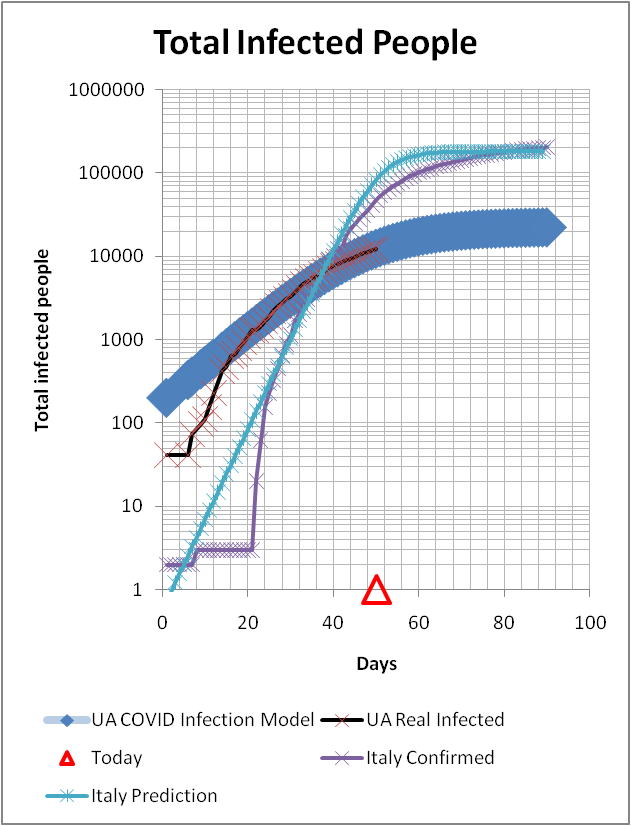 Total Infected People
1000000
100000
10000
1000
100
10
1
Total infected people
0 20 40 60 80 100
Days
UA COVID Infection Model UA Real Infected
Today Italy Confirmed
Italy Prediction